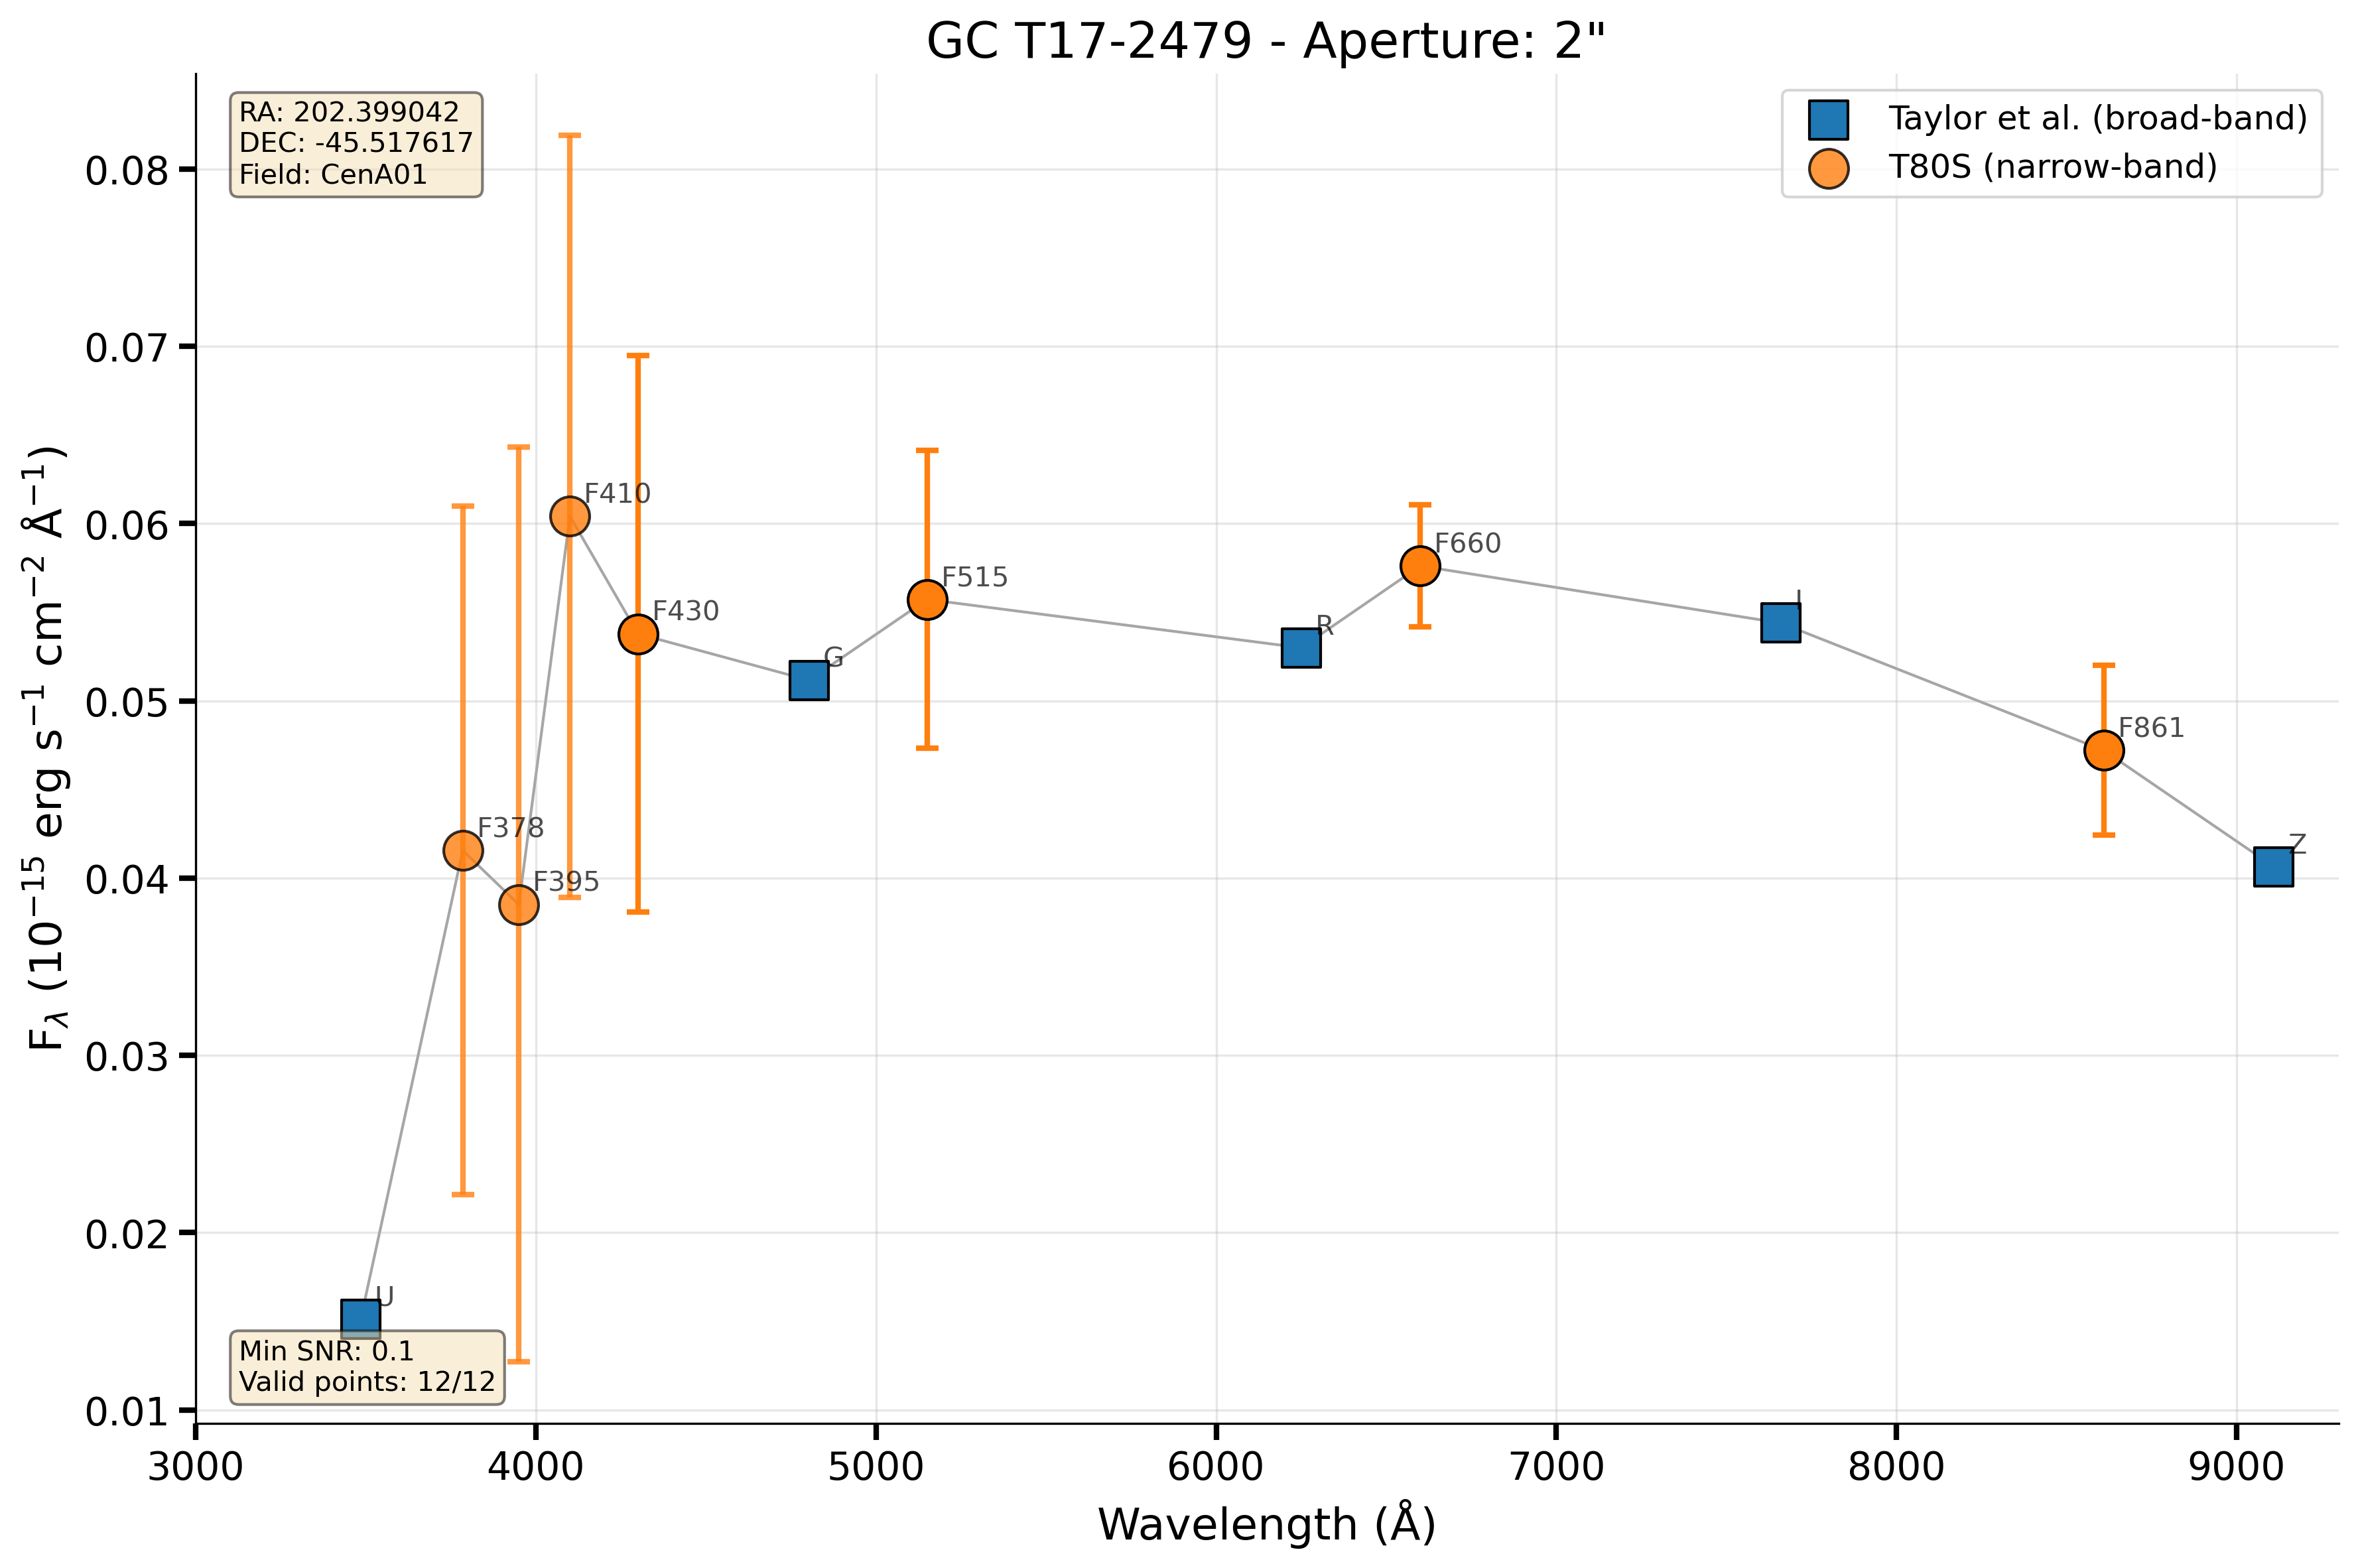 GC T17-2479 - Aperture: 2"
RA: 202.399042
DEC: -45.517617
Field: CenA01
Taylor et al. (broad-band)
T80S (narrow-band)
0.08
0.07
0.06
0.05
0.04
0.03
0.02
0.01
F410
F660
F515
F430
I
R
G
F861
F378
Z
F395
U
Min SNR: 0.1
Valid points: 12/12
3000 4000 5000 6000 7000 8000 9000
Wavelength (Å)
F_λ (10⁻¹⁵ erg s⁻¹ cm⁻² Å⁻¹)